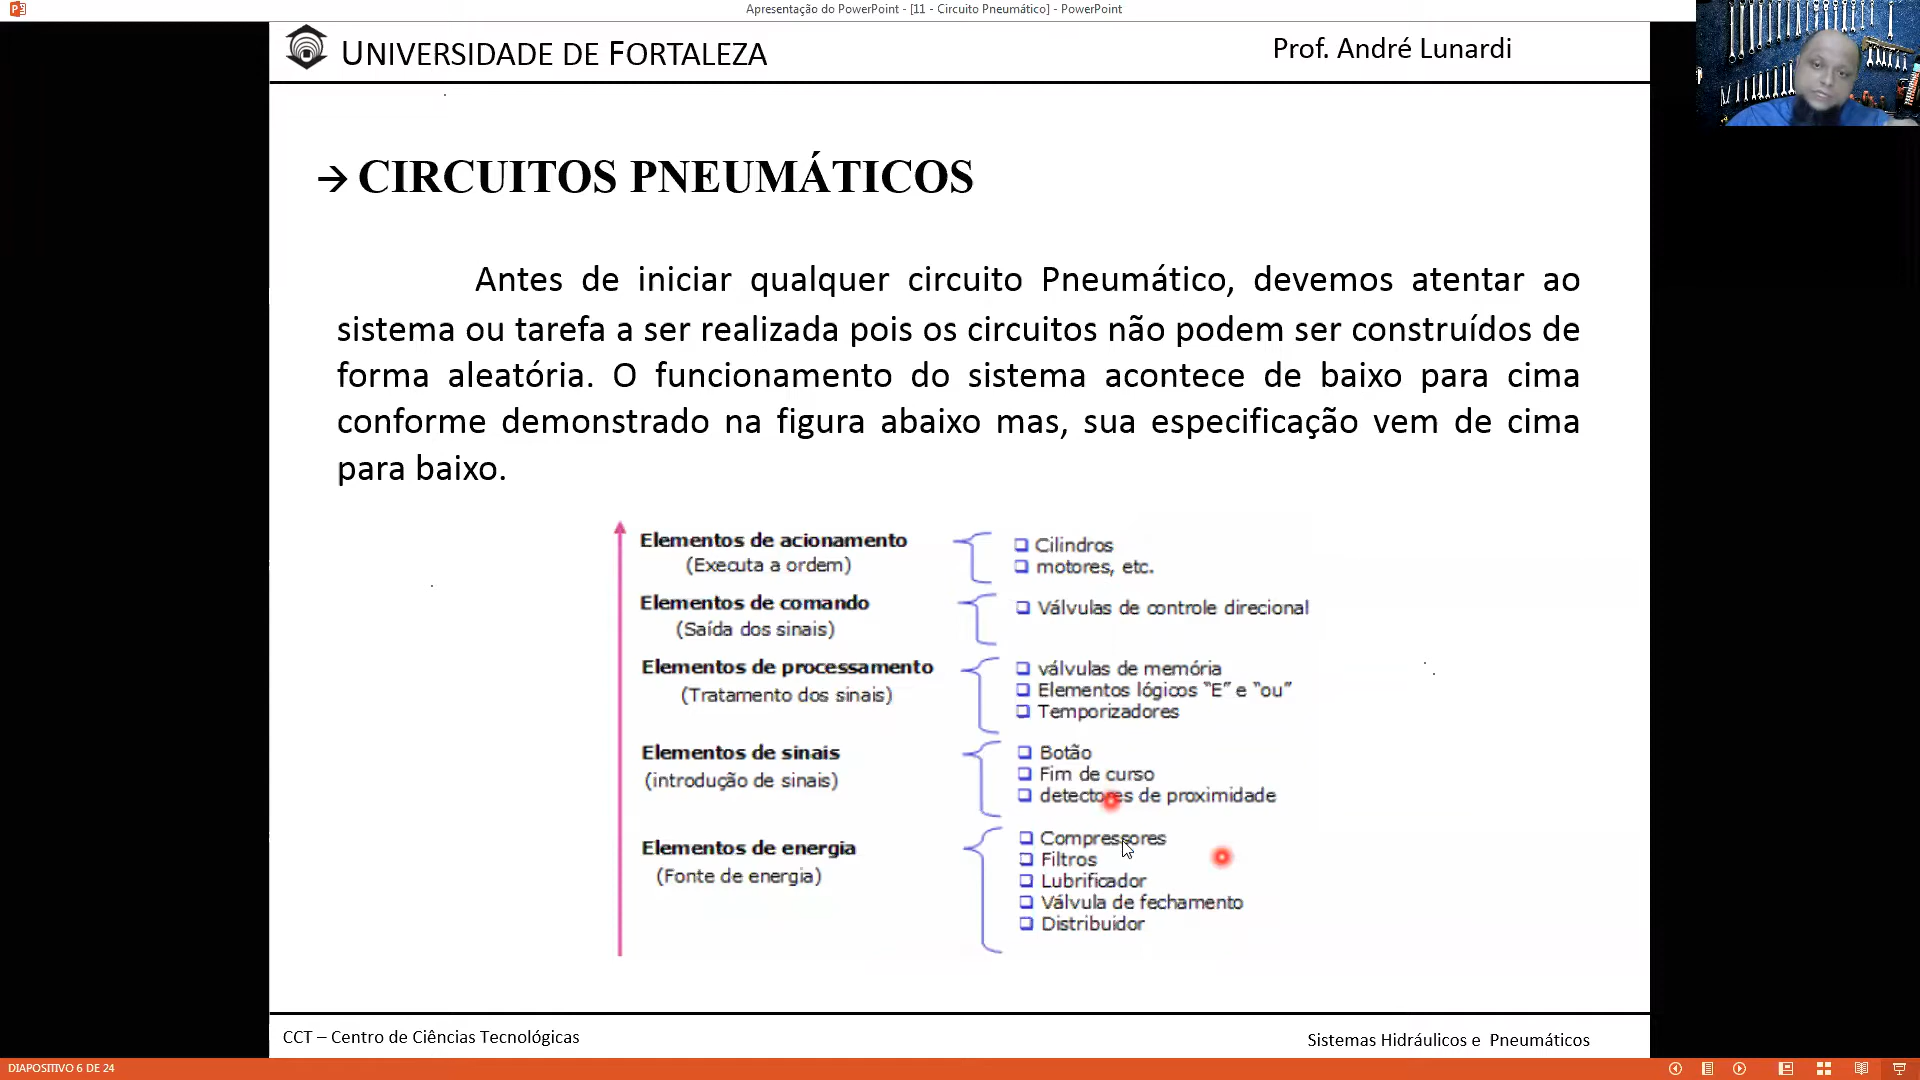 Apresentação do PowerPoint - [11 - Circuito Pneumático] - PowerPoint
UNIVERSIDADE DE FORTALEZA
Prof. André Lunardi
→ CIRCUITOS PNEUMÁTICOS
Antes de iniciar qualquer circuito Pneumático, devemos atentar ao
sistema ou tarefa a ser realizada pois os circuitos não podem ser construídos de
forma aleatória. O funcionamento do sistema acontece de baixo para cima
conforme demonstrado na figura abaixo mas, sua especificação vem de cima
para baixo.
Elementos de acionamento
(Executa a ordem)
Cilindros
motores, etc.
Elementos de comando
(Saída dos sinais)
Válvulas de controle direcional
Elementos de processamento
(Tratamento dos sinais)
válvulas de memória
Elementos lógicos "E" e "ou"
Temporizadores
Elementos de sinais
(introdução de sinais)
Botão
Fim de curso
detectores de proximidade
Elementos de energia
(Fonte de energia)
Compressores
Filtros
Lubrificador
Válvula de fechamento
Distribuidor
CCT – Centro de Ciências Tecnológicas
Sistemas Hidráulicos e Pneumáticos
DIAPOSITIVO 6 DE 24